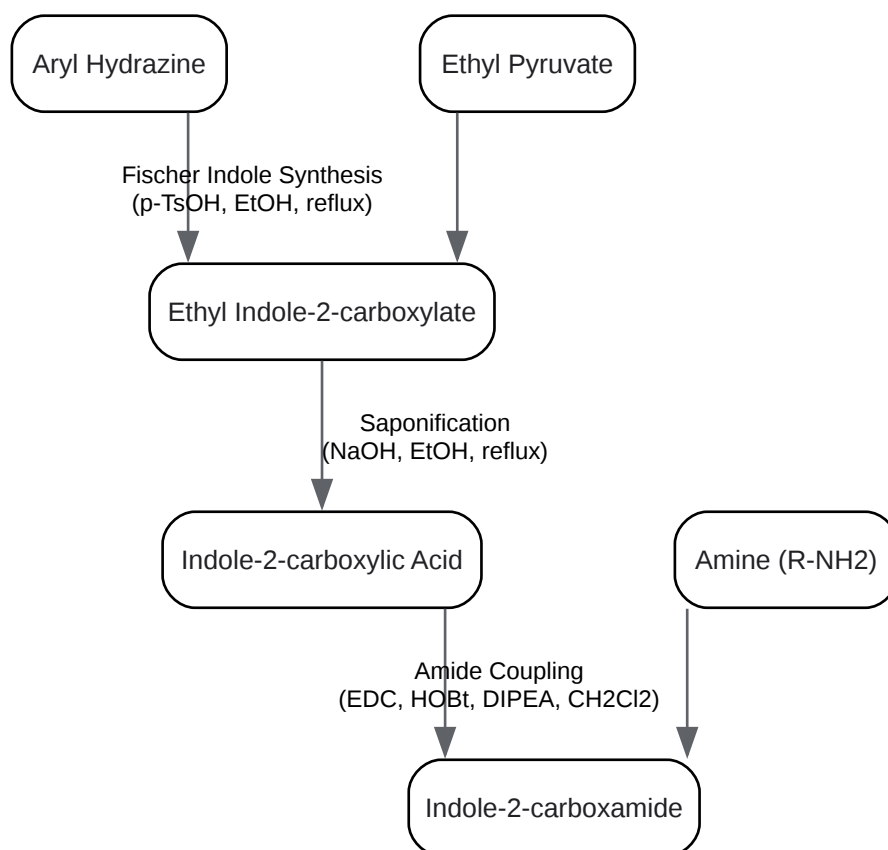 Aryl Hydrazine
Ethyl Pyruvate
Fischer Indole Synthesis
(p-TsOH, EtOH, reflux)
Ethyl Indole-2-carboxylate
Saponification
(NaOH, EtOH, reflux)
Indole-2-carboxylic Acid
Amine (R-NH2)
Amide Coupling
(EDC, HOBt, DIPEA, CH2Cl2)
Indole-2-carboxamide